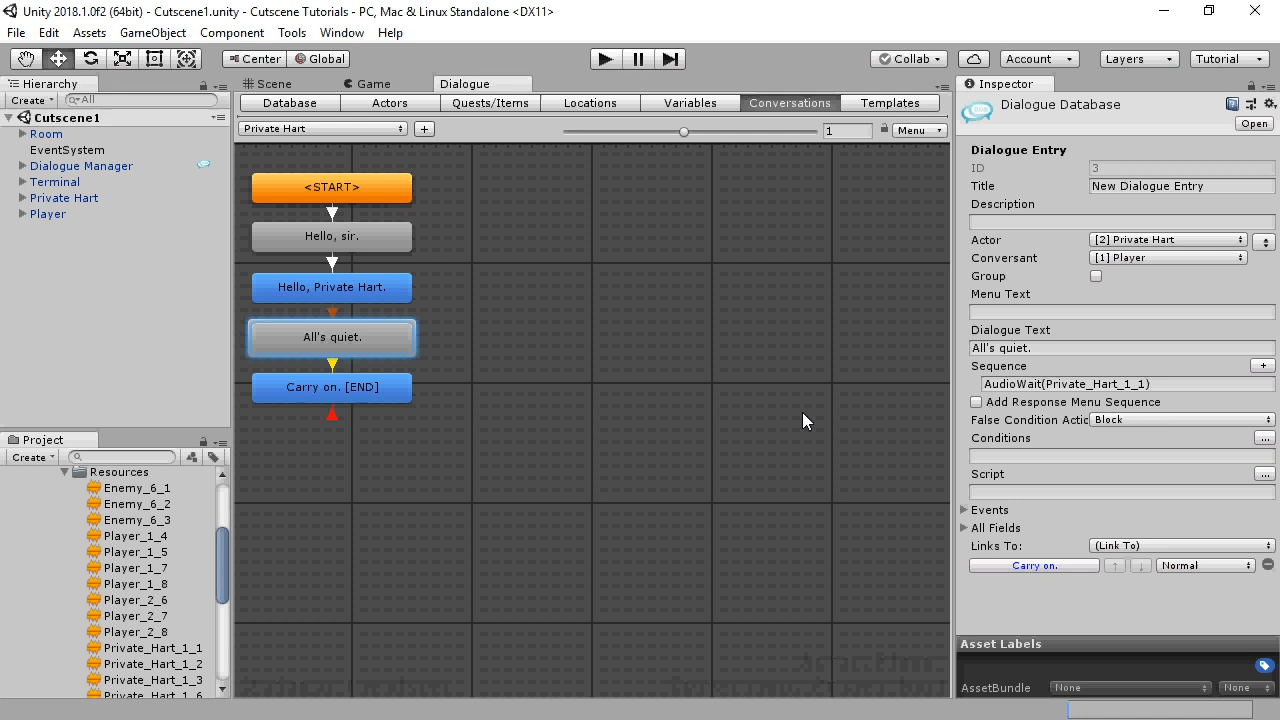 Unity 2018.1.0f2 (64bit) - Cutscene1.unity - Cutscene Tutorials - PC, Mac & Linux Standalone <DX11>
File Edit Assets GameObject Component Tools Window Help
Center Global Collab Account Layers Tutorial
Hierarchy
Create All
Cutscene1
Room
EventSystem
Dialogue Manager
Terminal
Private Hart
Player
Project
Create
Resources
Enemy_6_1
Enemy_6_2
Enemy_6_3
Player_1_4
Player_1_5
Player_1_7
Player_1_8
Player_2_6
Player_2_7
Player_2_8
Private_Hart_1_1
Private_Hart_1_2
Private_Hart_1_3
Private_Hart_1_6
Scene Game Dialogue
Database Actors Quests/Items Locations Variables Conversations Templates
Private Hart + 1 Menu
<START>
Hello, sir.
Hello, Private Hart.
All's quiet.
Carry on. [END]
Inspector
Dialogue Database
Open
Dialogue Entry
ID 3
Title New Dialogue Entry
Description
Actor [2] Private Hart
Conversant [1] Player
Group
Menu Text
Dialogue Text
All's quiet.
Sequence +
AudioWait(Private_Hart_1_1)
Add Response Menu Sequence
False Condition Actic Block
Conditions ...
Script ...
Events
All Fields
Links To: (Link To)
Carry on. ↑ ↓ Normal
Asset Labels
AssetBundle None None